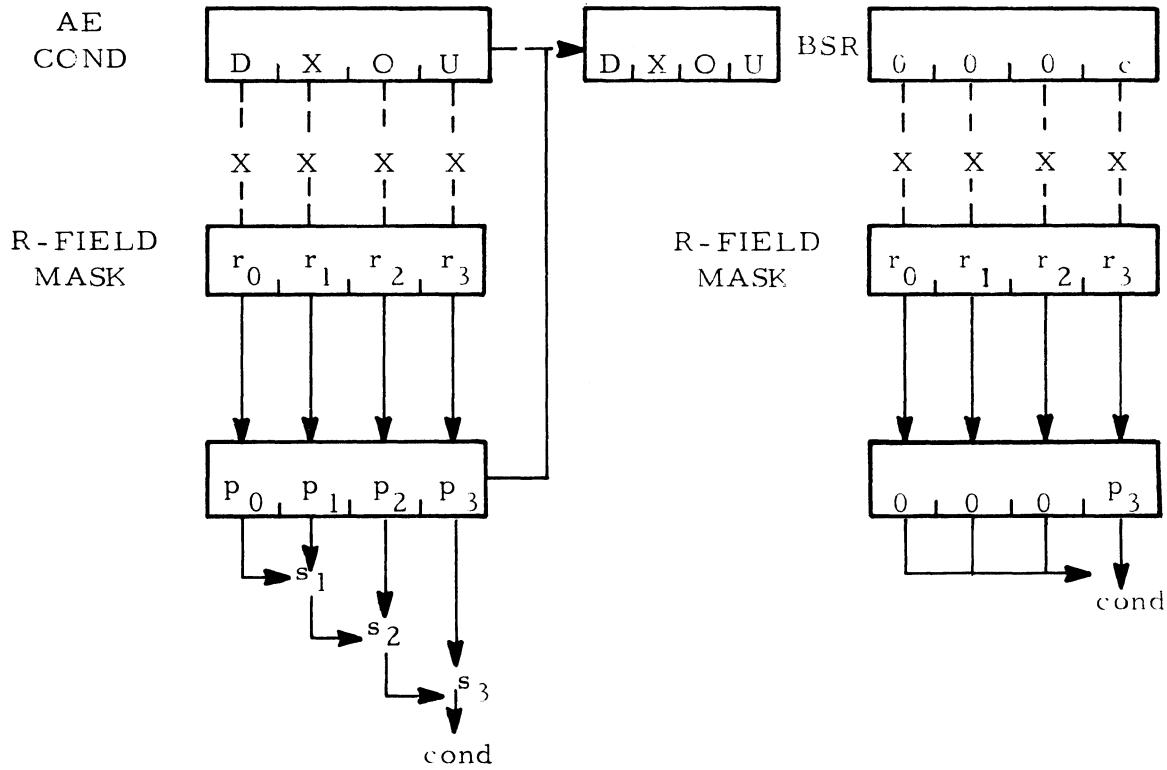 AE
COND
D X O U
D X O U
BSR
0 0 0 c
X X X X
X X X X
R-FIELD
MASK
r0 r1 r2 r3
R-FIELD
MASK
r0 r1 r2 r3
p0 p1 p2 p3
0 0 0 p3
s1
cond
s2
s3
cond